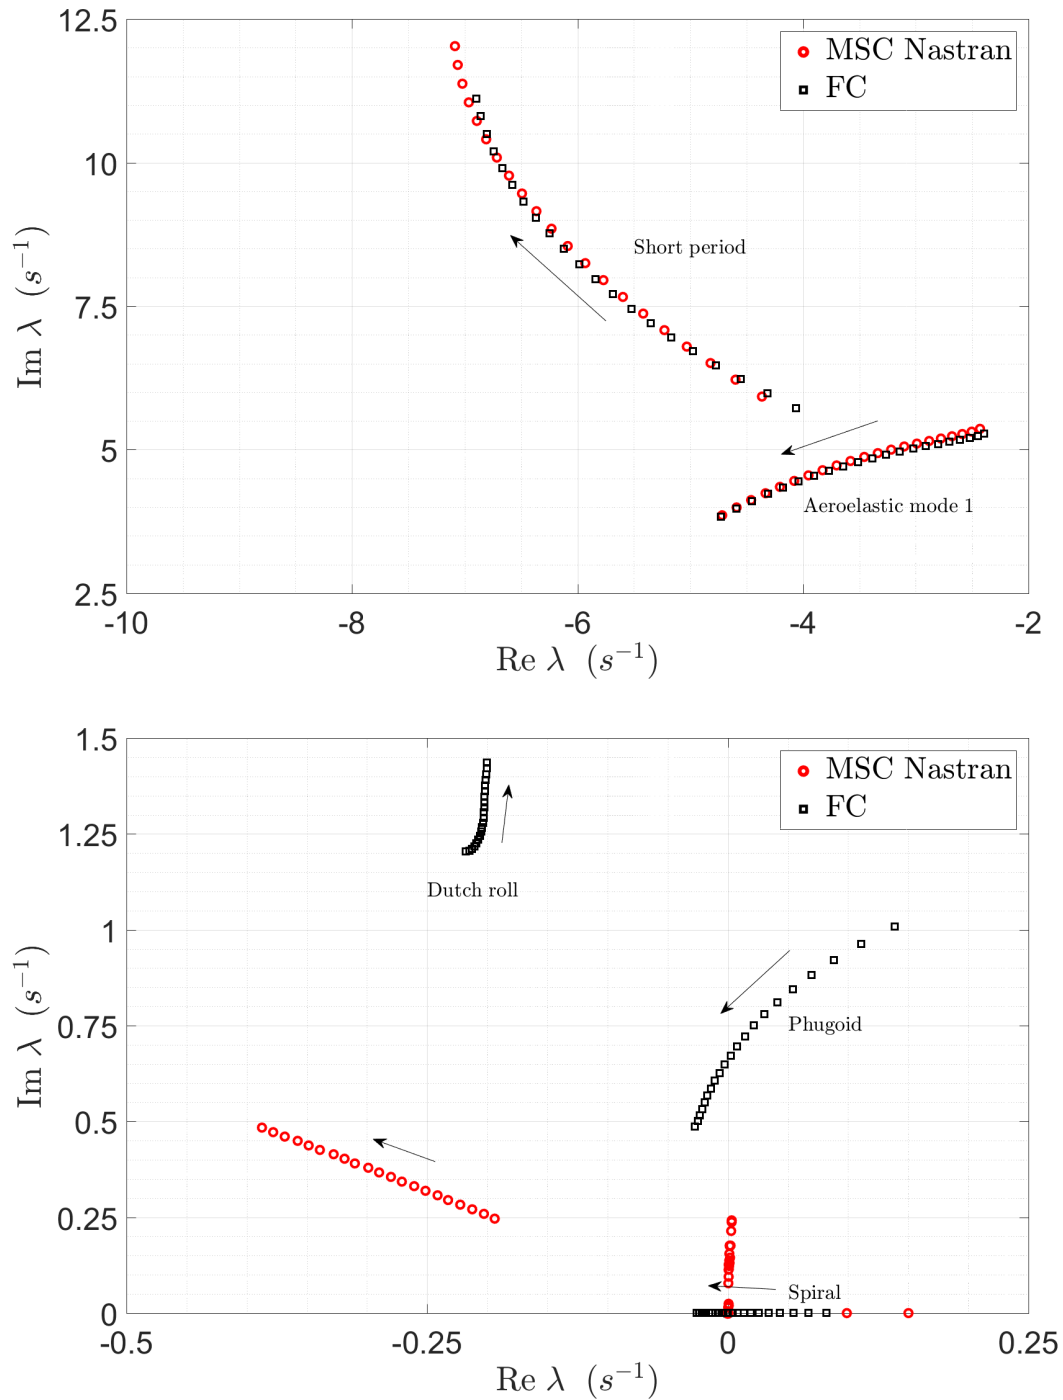 12.5
10
7.5
5
2.5
-10
-8
-6
-4
-2
Im λ (s⁻¹)
Re λ (s⁻¹)
MSC Nastran
FC
Short period
Aeroelastic mode 1
1.5
1.25
1
0.75
0.5
0.25
0
-0.5
-0.25
0
0.25
Im λ (s⁻¹)
Re λ (s⁻¹)
MSC Nastran
FC
Dutch roll
Phugoid
Spiral